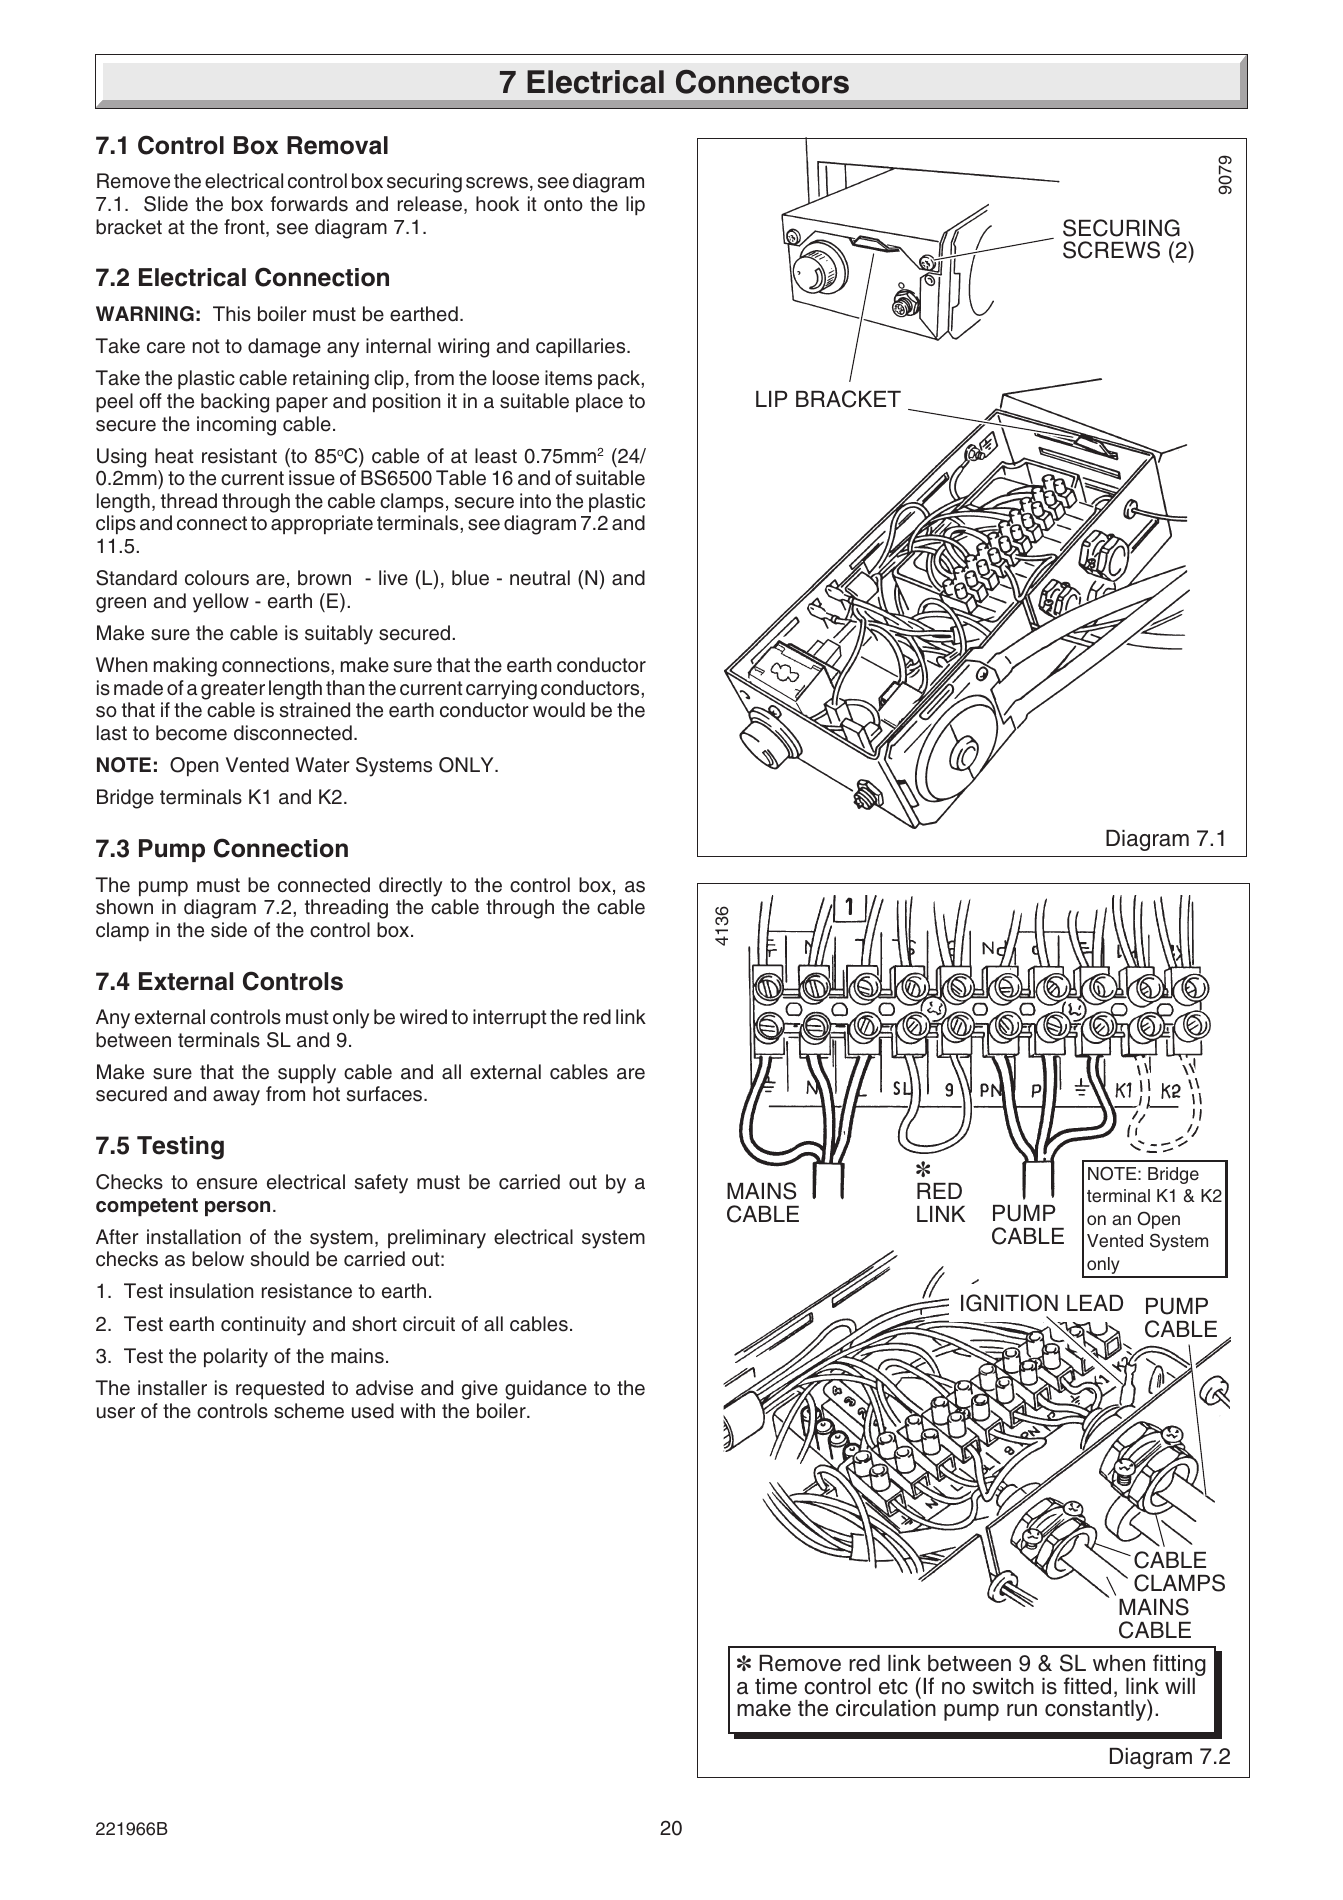 7 Electrical Connectors
7.1 Control Box Removal
Remove the electrical control box securing screws, see diagram
7.1. Slide the box forwards and release, hook it onto the lip
bracket at the front, see diagram 7.1.
7.2 Electrical Connection
WARNING: This boiler must be earthed.
Take care not to damage any internal wiring and capillaries.
Take the plastic cable retaining clip, from the loose items pack,
peel off the backing paper and position it in a suitable place to
secure the incoming cable.
Using heat resistant (to 85ºC) cable of at least 0.75mm² (24/
0.2mm) to the current issue of BS6500 Table 16 and of suitable
length, thread through the cable clamps, secure into the plastic
clips and connect to appropriate terminals, see diagram 7.2 and
11.5.
Standard colours are, brown - live (L), blue - neutral (N) and
green and yellow - earth (E).
Make sure the cable is suitably secured.
When making connections, make sure that the earth conductor
is made of a greater length than the current carrying conductors,
so that if the cable is strained the earth conductor would be the
last to become disconnected.
NOTE: Open Vented Water Systems ONLY.
Bridge terminals K1 and K2.
7.3 Pump Connection
The pump must be connected directly to the control box, as
shown in diagram 7.2, threading the cable through the cable
clamp in the side of the control box.
7.4 External Controls
Any external controls must only be wired to interrupt the red link
between terminals SL and 9.
Make sure that the supply cable and all external cables are
secured and away from hot surfaces.
7.5 Testing
Checks to ensure electrical safety must be carried out by a
competent person.
After installation of the system, preliminary electrical system
checks as below should be carried out:
1. Test insulation resistance to earth.
2. Test earth continuity and short circuit of all cables.
3. Test the polarity of the mains.
The installer is requested to advise and give guidance to the
user of the controls scheme used with the boiler.
9079
SECURING
SCREWS (2)
LIP BRACKET
Diagram 7.1
4136
1
N SL 9 PN P K1 K2
MAINS
CABLE
✻
RED
LINK
PUMP
CABLE
NOTE: Bridge
terminal K1 & K2
on an Open
Vented System
only
IGNITION LEAD
PUMP
CABLE
CABLE
CLAMPS
MAINS
CABLE
✻ Remove red link between 9 & SL when fitting
a time control etc (If no switch is fitted, link will
make the circulation pump run constantly).
Diagram 7.2
221966B
20